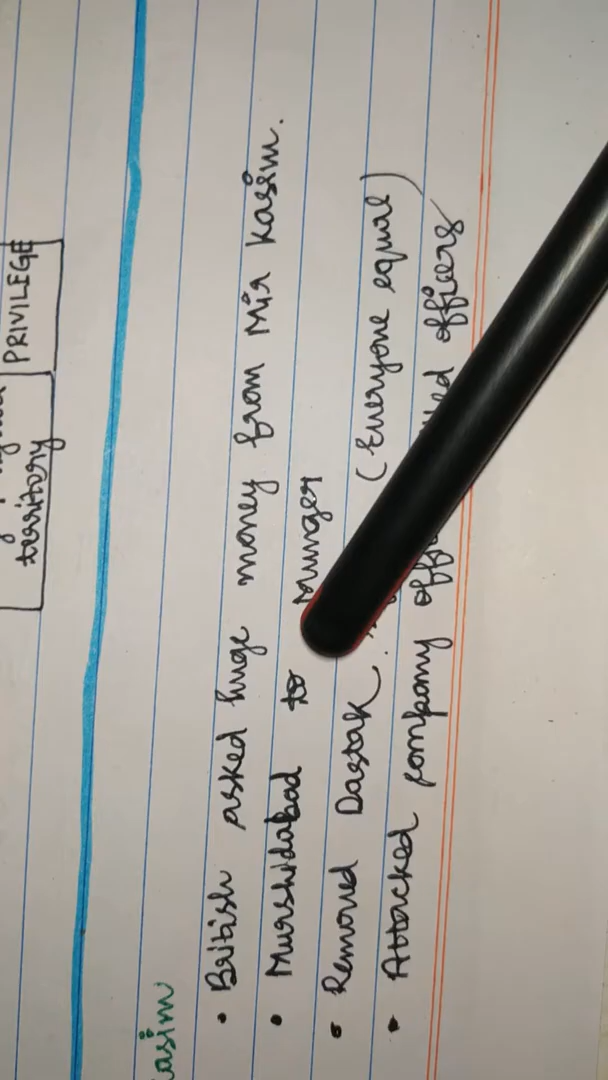 territory
PRIVILEGE
asim
• British asked huge money from Mir Kasim.
• Murshidabad to Munger
• Removed Dastak. (Everyone equal)
• Attacked company officers